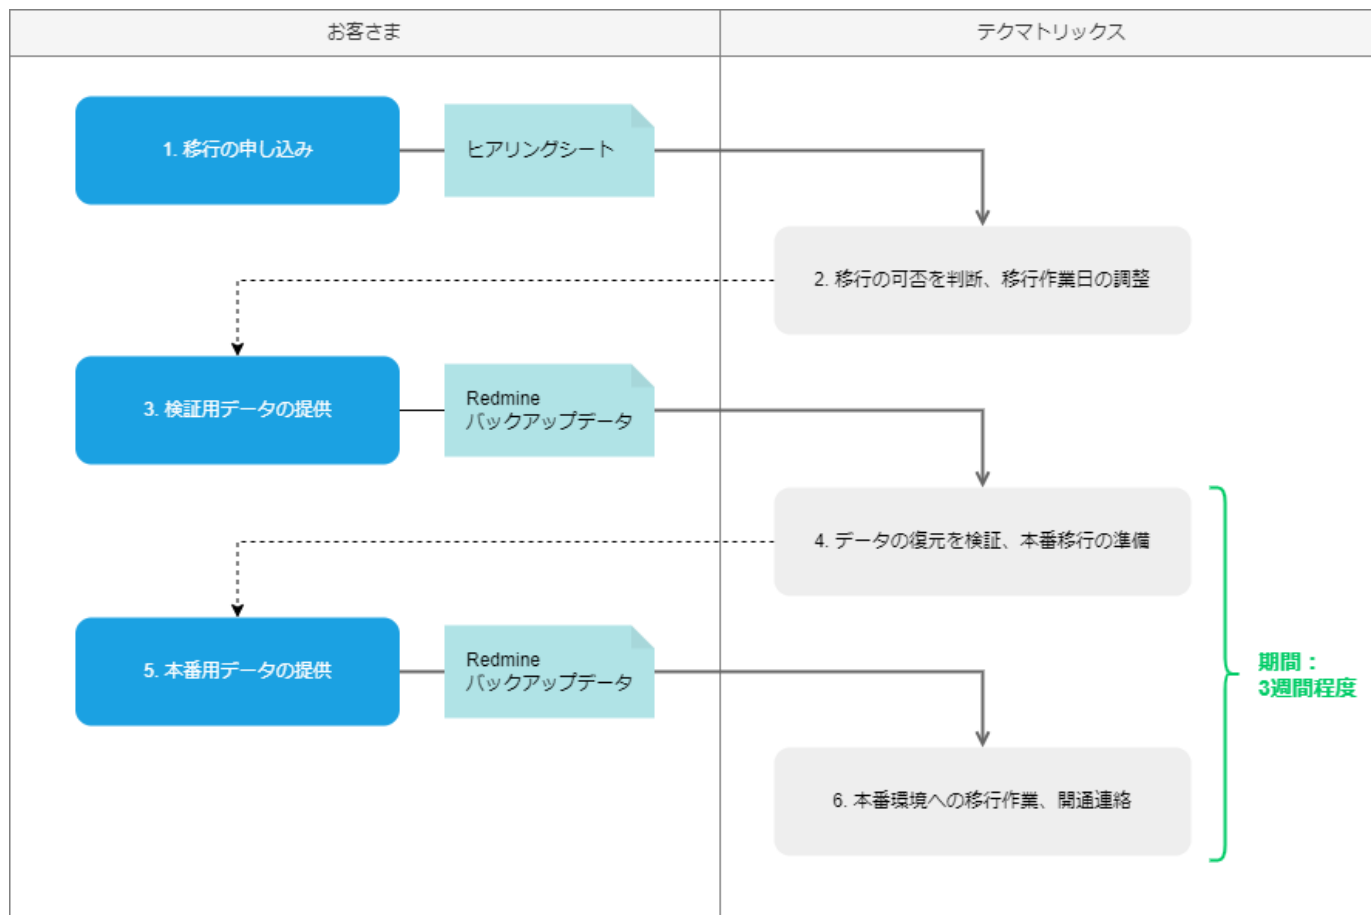 お客さま
テクマトリックス
1. 移行の申し込み
ヒアリングシート
2. 移行の可否を判断、移行作業日の調整
3. 検証用データの提供
Redmine
バックアップデータ
4. データの復元を検証、本番移行の準備
5. 本番用データの提供
Redmine
バックアップデータ
期間：
3週間程度
6. 本番環境への移行作業、開通連絡